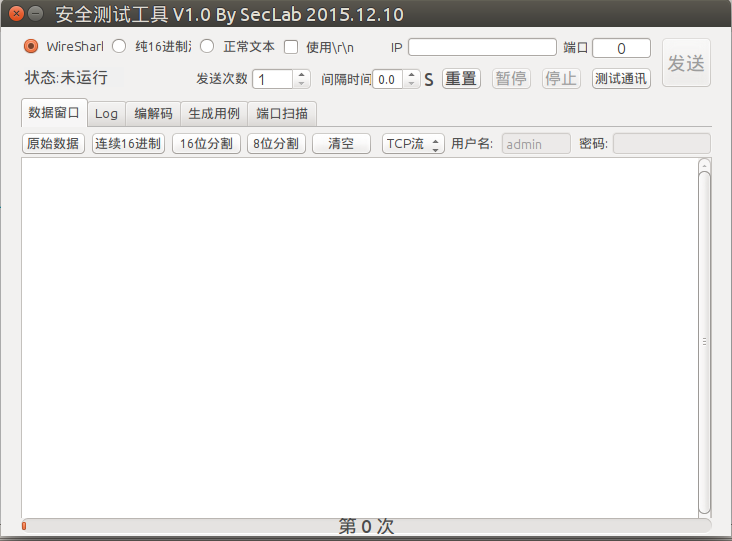 安全测试工具 V1.0 By SecLab 2015.12.10
WireSharl 纯16进制 正常文本 使用\r\n IP 端口 0 发送
状态:未运行 发送次数 1 间隔时间 0.0 S 重置 暂停 停止 测试通讯
数据窗口 Log 编解码 生成用例 端口扫描
原始数据 连续16进制 16位分割 8位分割 清空 TCP流 用户名: admin 密码:
第 0 次